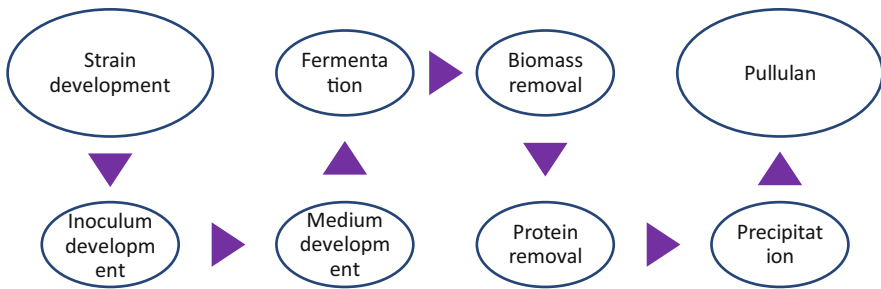 Strain
development
Fermenta
tion
Biomass
removal
Pullulan
Inoculum
developm
ent
Medium
developm
ent
Protein
removal
Precipitat
ion